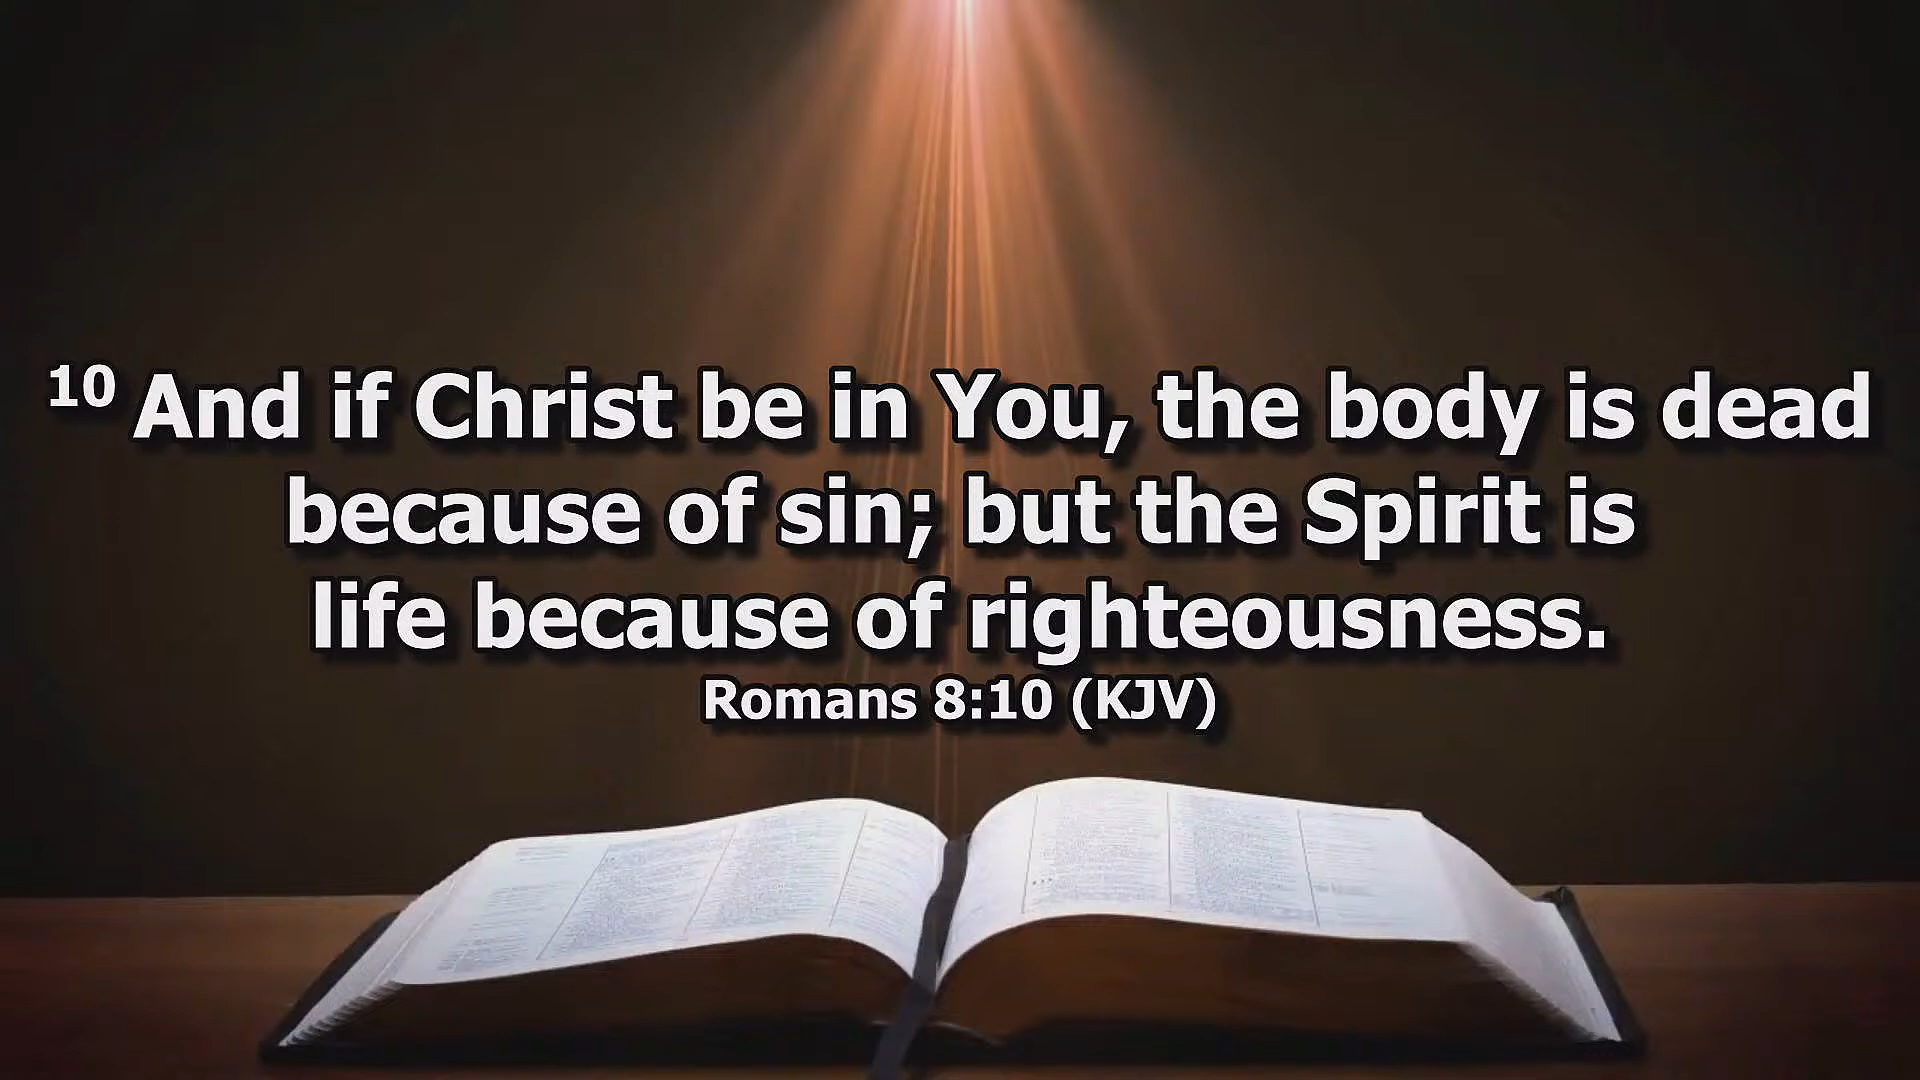 10 And if Christ be in You, the body is dead
because of sin; but the Spirit is
life because of righteousness.
Romans 8:10 (KJV)